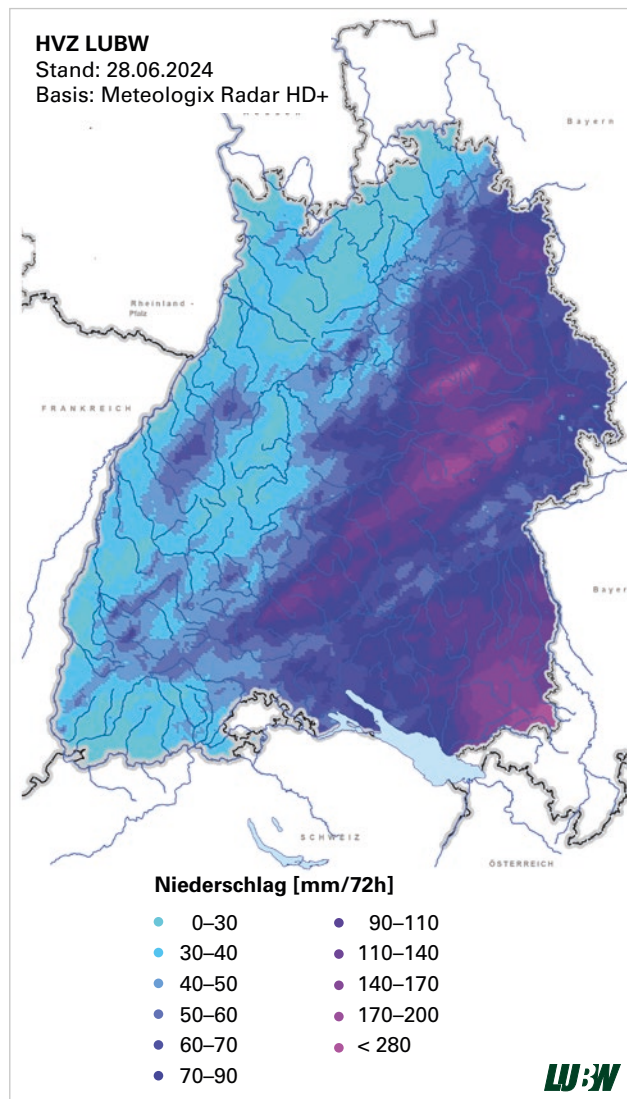 HVZ LUBW
Stand: 28.06.2024
Basis: Meteologix Radar HD+
Bayern
Rheinland -
Pfalz
FRANKREICH
Bayer
SCHWEIZ
ÖSTERREICH
Niederschlag [mm/72h]
0–30
30–40
40–50
50–60
60–70
70–90
90–110
110–140
140–170
170–200
< 280
LUBW